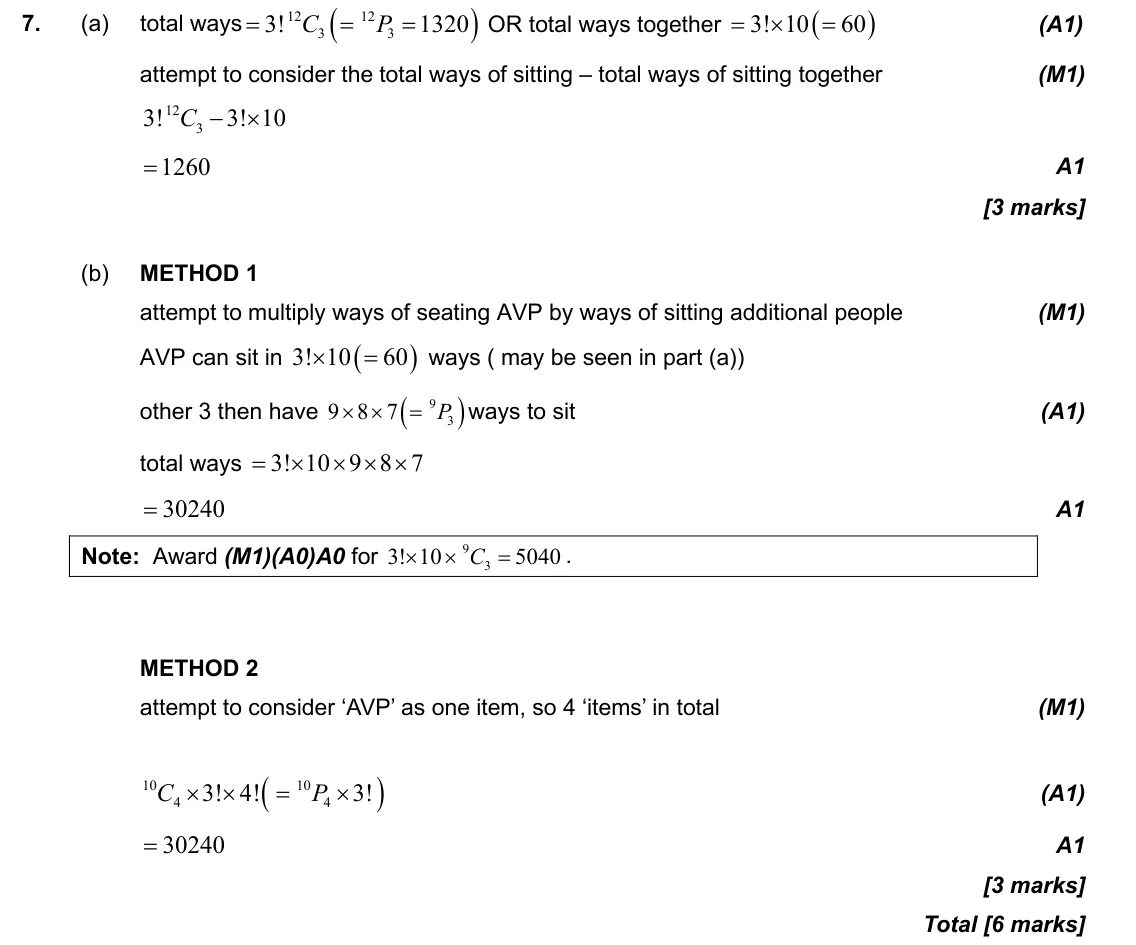 7. (a) total ways = 3! ¹²C₃ (= ¹²P₃ = 1320) OR total ways together = 3!×10 (= 60) (A1)
attempt to consider the total ways of sitting – total ways of sitting together (M1)
3! ¹²C₃ − 3!×10
= 1260 A1
[3 marks]
(b) METHOD 1
attempt to multiply ways of seating AVP by ways of sitting additional people (M1)
AVP can sit in 3!×10 (= 60) ways ( may be seen in part (a))
other 3 then have 9×8×7 (= ⁹P₃) ways to sit (A1)
total ways = 3!×10×9×8×7
= 30240 A1
Note: Award (M1)(A0)A0 for 3!×10× ⁹C₃ = 5040 .
METHOD 2
attempt to consider ‘AVP’ as one item, so 4 ‘items’ in total (M1)
¹⁰C₄ ×3!×4! (= ¹⁰P₄ ×3!) (A1)
= 30240 A1
[3 marks]
Total [6 marks]